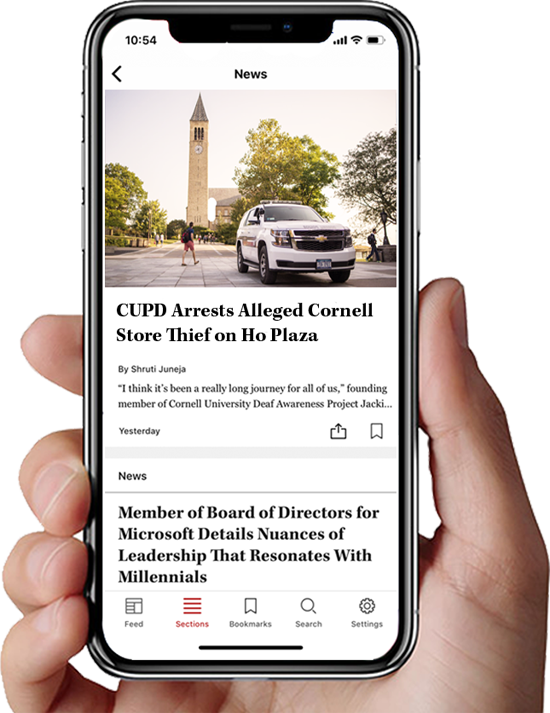 10:54
News
CUPD Arrests Alleged Cornell
Store Thief on Ho Plaza
By Shruti Juneja
“I think it’s been a really long journey for all of us,” founding
member of Cornell University Deaf Awareness Project Jacki...
Yesterday
News
Member of Board of Directors for
Microsoft Details Nuances of
Leadership That Resonates With
Millennials
Feed Sections Bookmarks Search Settings